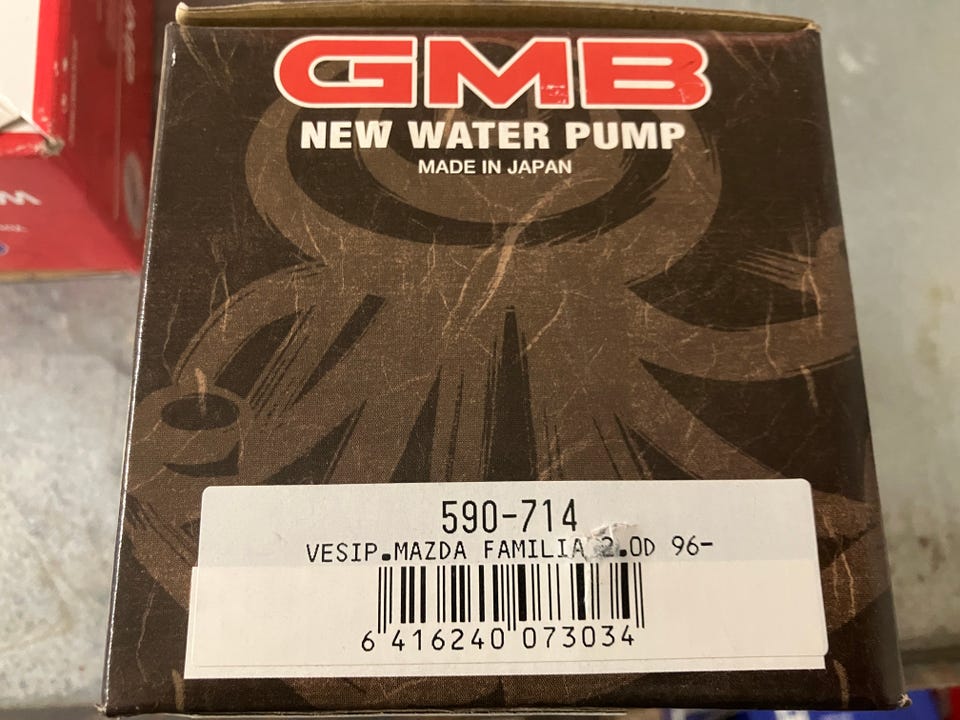 GMB
NEW WATER PUMP
MADE IN JAPAN
590-714
VESIP.MAZDA FAMILIA 2.0D 96-
6 416240 073034